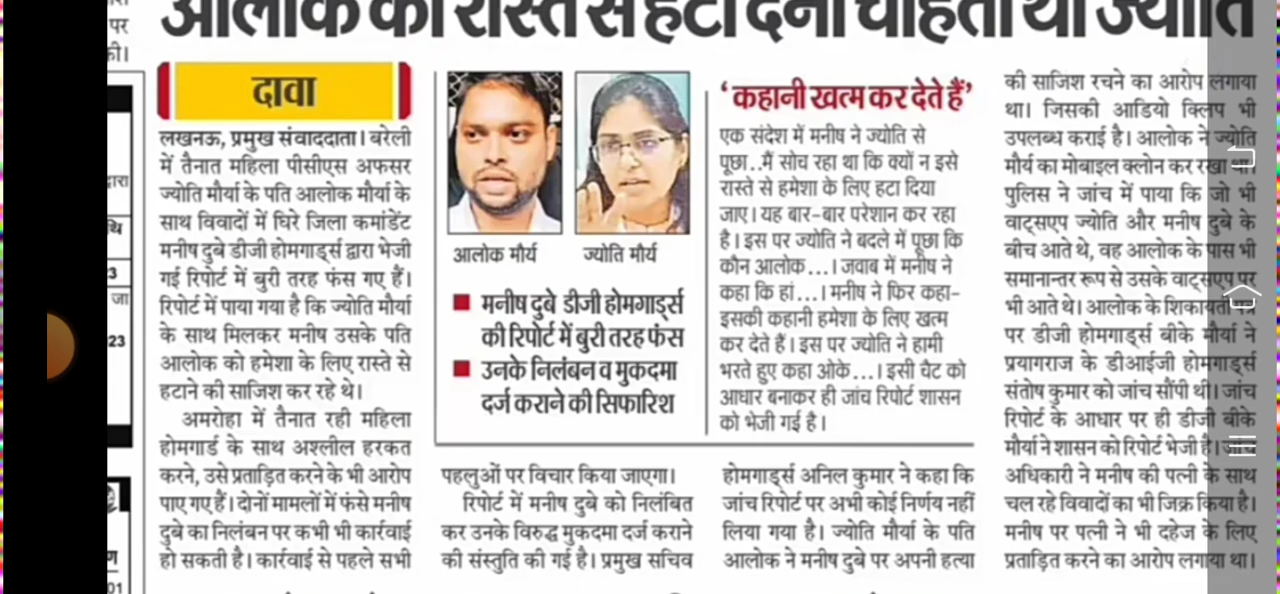 पर
की।
द्वारा
थि
3
जा
23
ण
01
आलोक को रास्ते से हटा देना चाहती थी ज्योति
दावा
लखनऊ, प्रमुख संवाददाता। बरेली
में तैनात महिला पीसीएस अफसर
ज्योति मौर्या के पति आलोक मौर्या के
साथ विवादों में घिरे जिला कमांडेंट
मनीष दुबे डीजी होमगार्ड्स द्वारा भेजी
गई रिपोर्ट में बुरी तरह फंस गए हैं।
रिपोर्ट में पाया गया है कि ज्योति मौर्या
के साथ मिलकर मनीष उसके पति
आलोक को हमेशा के लिए रास्ते से
हटाने की साजिश कर रहे थे।
अमरोहा में तैनात रही महिला
होमगार्ड के साथ अश्लील हरकत
करने, उसे प्रताड़ित करने के भी आरोप
पाए गए हैं। दोनों मामलों में फंसे मनीष
दुबे का निलंबन पर कभी भी कार्रवाई
हो सकती है। कार्रवाई से पहले सभी
आलोक मौर्य
ज्योति मौर्य
मनीष दुबे डीजी होमगार्ड्स
की रिपोर्ट में बुरी तरह फंस
उनके निलंबन व मुकदमा
दर्ज कराने की सिफारिश
‘कहानी खत्म कर देते हैं’
एक संदेश में मनीष ने ज्योति से
पूछा..मैं सोच रहा था कि क्यों न इसे
रास्ते से हमेशा के लिए हटा दिया
जाए। यह बार-बार परेशान कर रहा
है। इस पर ज्योति ने बदले में पूछा कि
कौन आलोक...। जवाब में मनीष ने
कहा कि हां...। मनीष ने फिर कहा-
इसकी कहानी हमेशा के लिए खत्म
कर देते हैं। इस पर ज्योति ने हामी
भरते हुए कहा ओके...। इसी चैट को
आधार बनाकर ही जांच रिपोर्ट शासन
को भेजी गई है।
पहलुओं पर विचार किया जाएगा।
रिपोर्ट में मनीष दुबे को निलंबित
कर उनके विरुद्ध मुकदमा दर्ज कराने
की संस्तुति की गई है। प्रमुख सचिव
होमगार्ड्स अनिल कुमार ने कहा कि
जांच रिपोर्ट पर अभी कोई निर्णय नहीं
लिया गया है। ज्योति मौर्या के पति
आलोक ने मनीष दुबे पर अपनी हत्या
की साजिश रचने का आरोप लगाया
था। जिसकी आडियो क्लिप भी
उपलब्ध कराई है। आलोक ने ज्योति
मौर्य का मोबाइल क्लोन कर रखा था।
पुलिस ने जांच में पाया कि जो भी
वाट्सएप ज्योति और मनीष दुबे के
बीच आते थे, वह आलोक के पास भी
समानान्तर रूप से उसके वाट्सएप पर
भी आते थे। आलोक के शिकायती पत्र
पर डीजी होमगार्ड्स बीके मौर्या ने
प्रयागराज के डीआईजी होमगार्ड्स
संतोष कुमार को जांच सौंपी थी। जांच
रिपोर्ट के आधार पर ही डीजी बीके
मौर्या ने शासन को रिपोर्ट भेजी है। जांच
अधिकारी ने मनीष की पत्नी के साथ
चल रहे विवादों का भी जिक्र किया है।
मनीष पर पत्नी ने भी दहेज के लिए
प्रताड़ित करने का आरोप लगाया था।